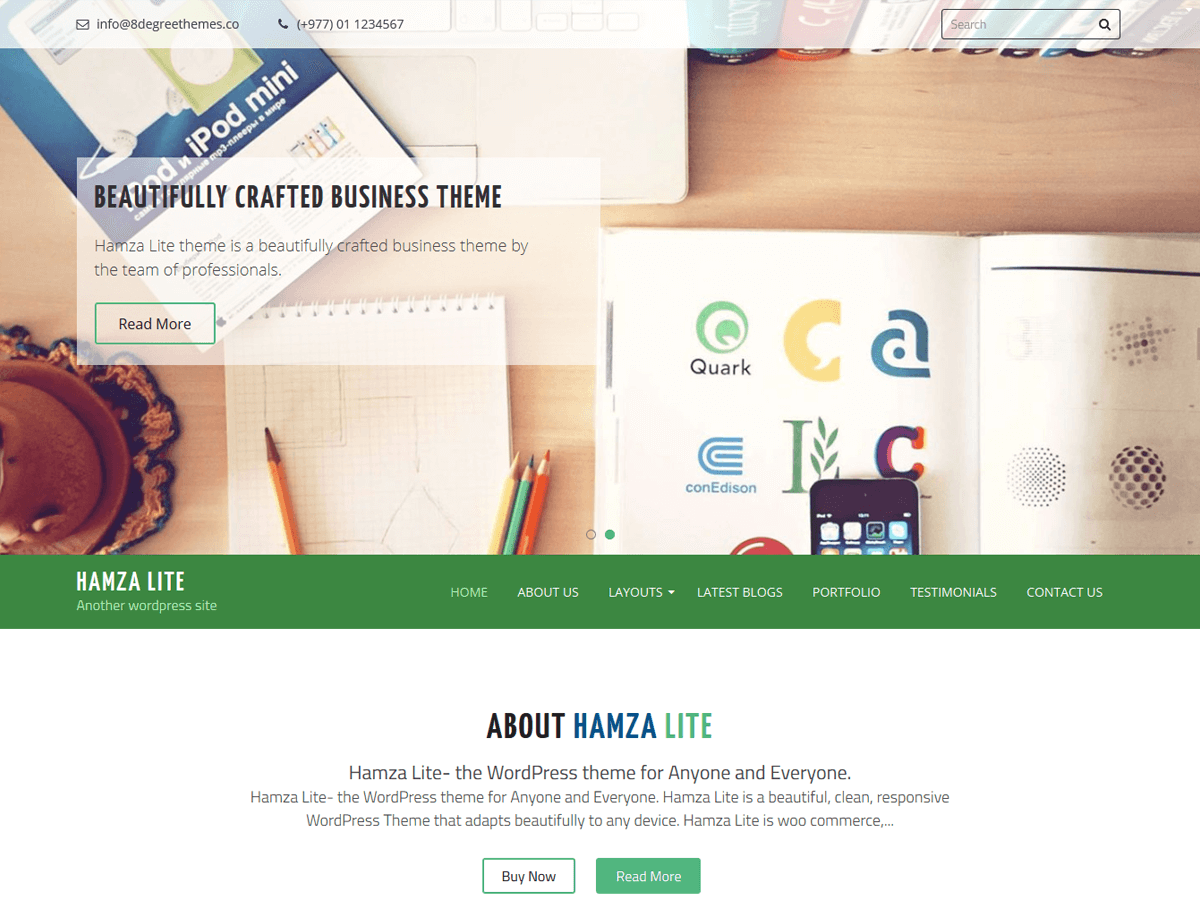 info@8degreethemes.co
(+977) 01 1234567
Search
iPod и iPod mini
BEAUTIFULLY CRAFTED BUSINESS THEME
Hamza Lite theme is a beautifully crafted business theme by
the team of professionals.
Read More
Quark
conEdison
HAMZA LITE
Another wordpress site
HOME
ABOUT US
LAYOUTS
LATEST BLOGS
PORTFOLIO
TESTIMONIALS
CONTACT US
ABOUT HAMZA LITE
Hamza Lite- the WordPress theme for Anyone and Everyone.
Hamza Lite- the WordPress theme for Anyone and Everyone. Hamza Lite is a beautiful, clean, responsive
WordPress Theme that adapts beautifully to any device. Hamza Lite is woo commerce,...
Buy Now
Read More